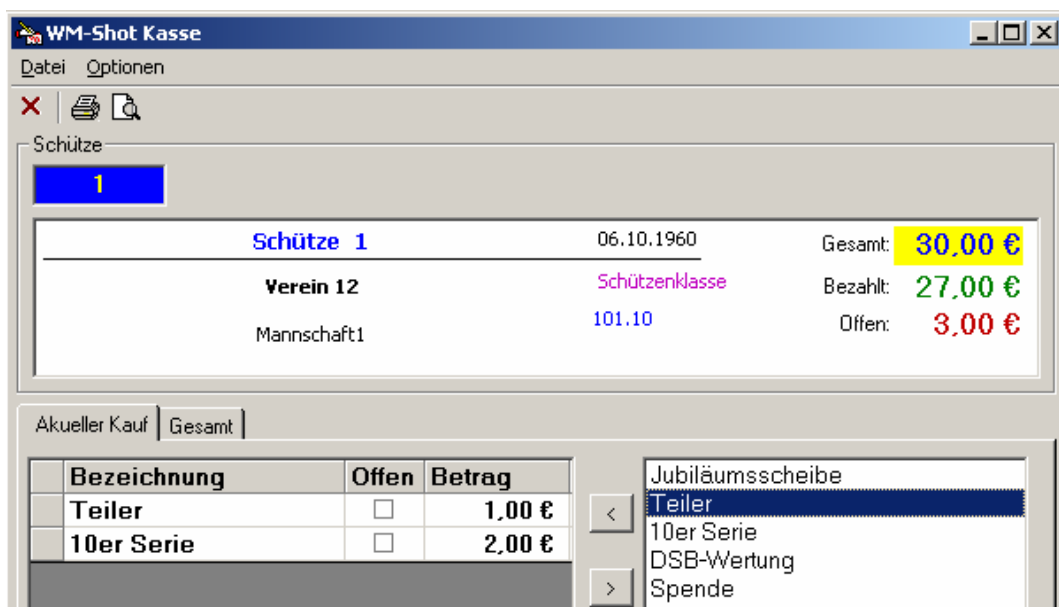 WM-Shot Kasse
Datei Optionen
Schütze
1
Schütze 1 06.10.1960 Gesamt: 30,00 €
Verein 12 Schützenklasse Bezahlt: 27,00 €
Mannschaft1 101.10 Offen: 3,00 €
Akueller Kauf Gesamt
Bezeichnung Offen Betrag
Teiler 1,00 €
10er Serie 2,00 €
<
>
Jubiläumsscheibe
Teiler
10er Serie
DSB-Wertung
Spende